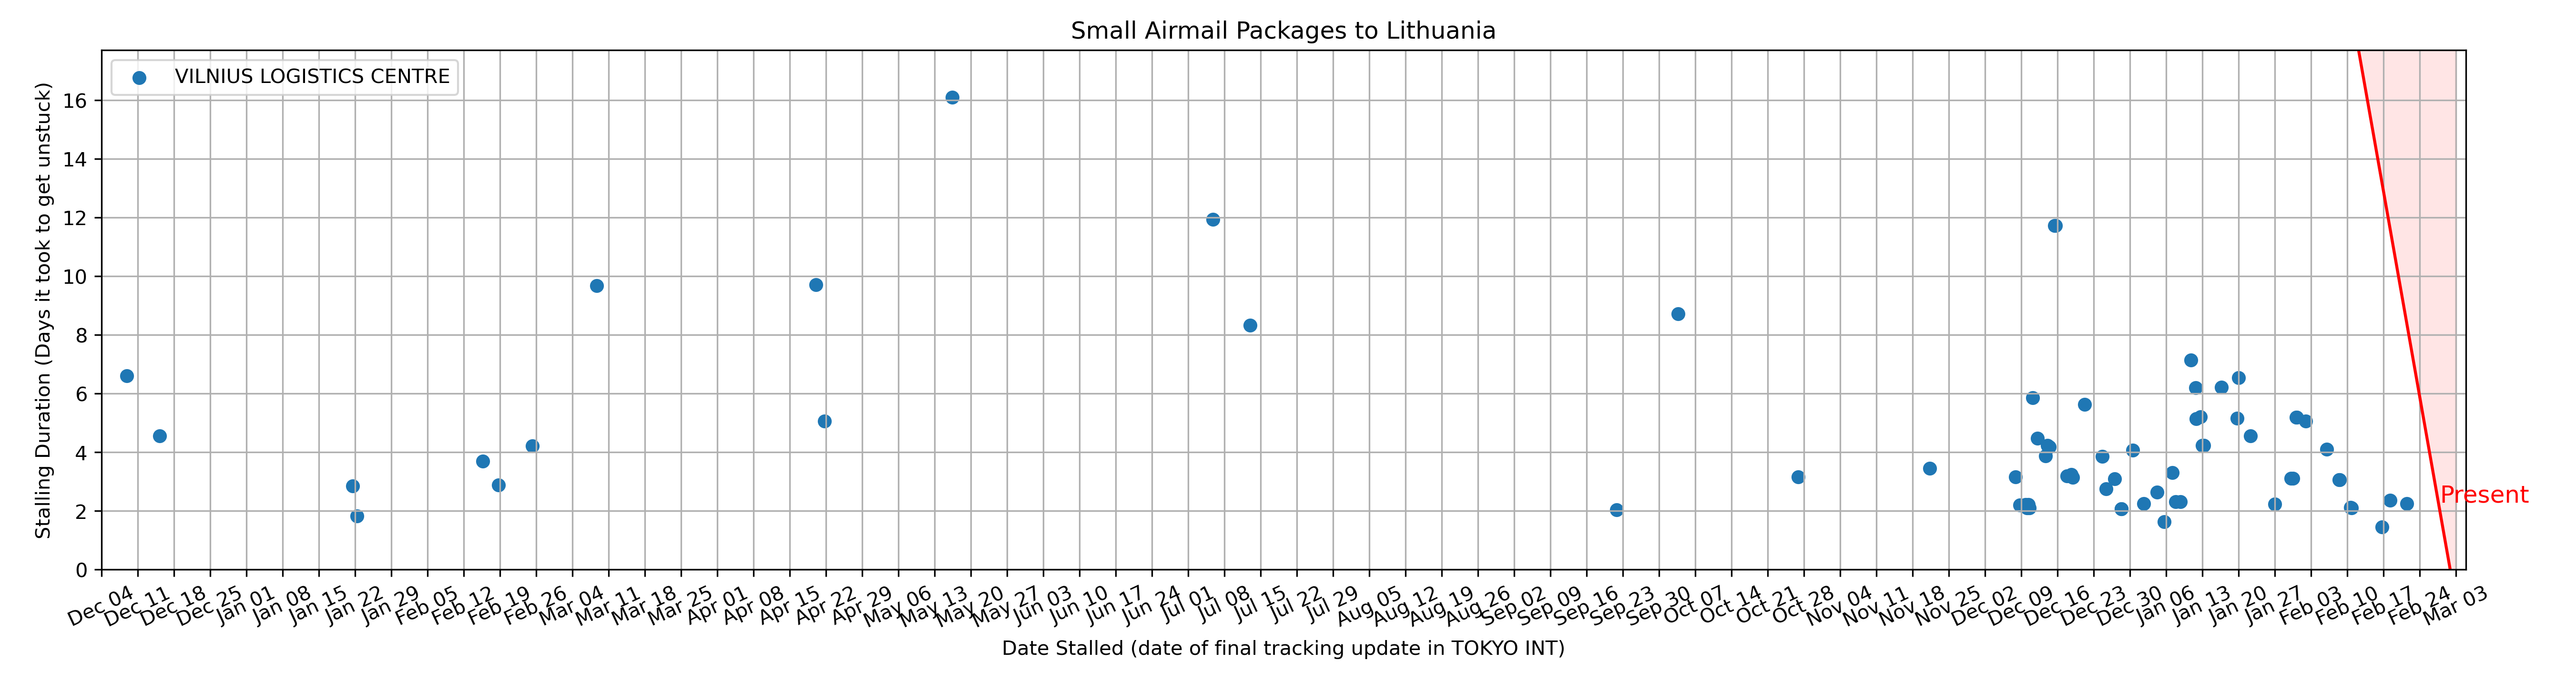 Small Airmail Packages to Lithuania
VILNIUS LOGISTICS CENTRE
Stalling Duration (Days it took to get unstuck)
16
14
12
10
8
6
4
2
0
Present
Dec 04
Dec 11
Dec 18
Dec 25
Jan 01
Jan 08
Jan 15
Jan 22
Jan 29
Feb 05
Feb 12
Feb 19
Feb 26
Mar 04
Mar 11
Mar 18
Mar 25
Apr 01
Apr 08
Apr 15
Apr 22
Apr 29
May 06
May 13
May 20
May 27
Jun 03
Jun 10
Jun 17
Jun 24
Jul 01
Jul 08
Jul 15
Jul 22
Jul 29
Aug 05
Aug 12
Aug 19
Aug 26
Sep 02
Sep 09
Sep 16
Sep 23
Sep 30
Oct 07
Oct 14
Oct 21
Oct 28
Nov 04
Nov 11
Nov 18
Nov 25
Dec 02
Dec 09
Dec 16
Dec 23
Dec 30
Jan 06
Jan 13
Jan 20
Jan 27
Feb 03
Feb 10
Feb 17
Feb 24
Mar 03
Date Stalled (date of final tracking update in TOKYO INT)